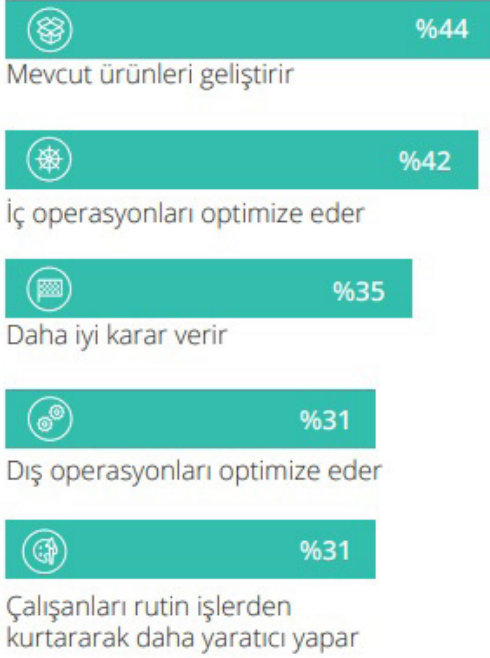 %44
Mevcut ürünleri geliştirir
%42
İç operasyonları optimize eder
%35
Daha iyi karar verir
%31
Dış operasyonları optimize eder
%31
Çalışanları rutin işlerden
kurtararak daha yaratıcı yapar